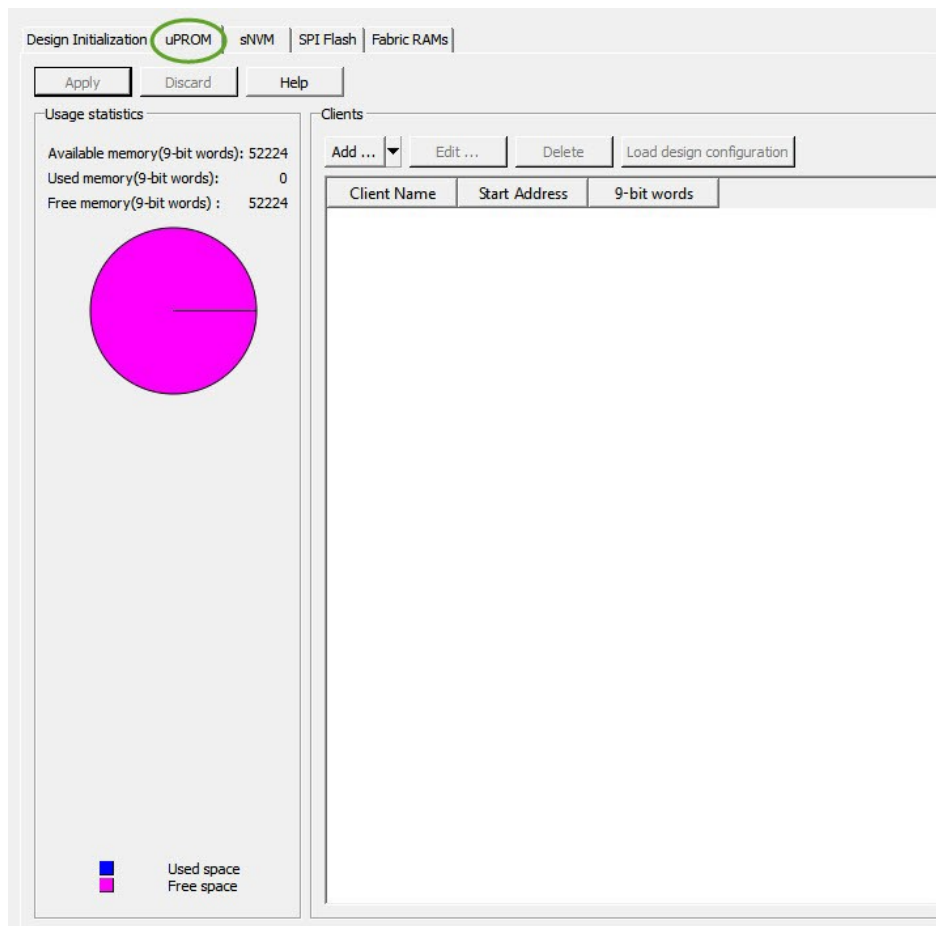 Design Initialization uPROM sNVM SPI Flash Fabric RAMs
Apply Discard Help
Usage statistics
Available memory(9-bit words): 52224
Used memory(9-bit words): 0
Free memory(9-bit words) : 52224
Used space
Free space
Clients
Add ... Edit ... Delete Load design configuration
Client Name Start Address 9-bit words